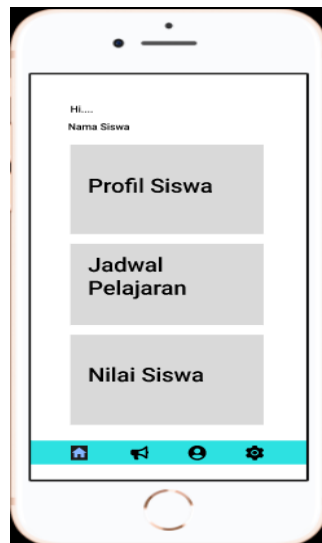 Hi....
Nama Siswa
Profil Siswa
Jadwal
Pelajaran
Nilai Siswa